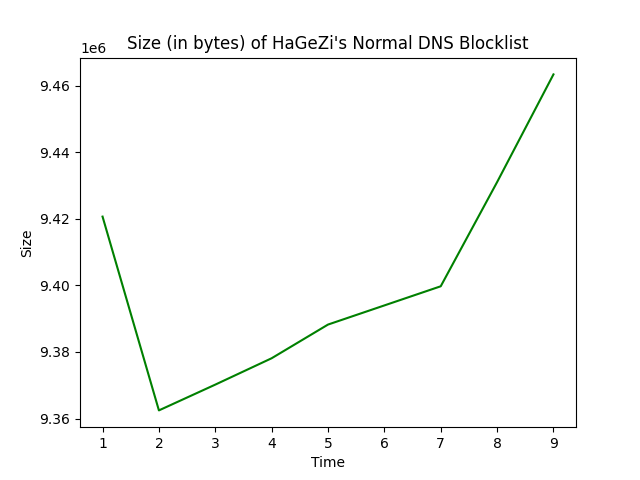 Size (in bytes) of HaGeZi's Normal DNS Blocklist
1e6
9.46
9.44
9.42
9.40
9.38
9.36
Size
1 2 3 4 5 6 7 8 9
Time